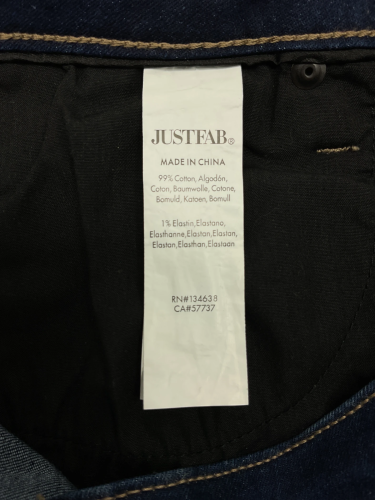 JUSTFAB®
MADE IN CHINA
99% Cotton, Algodón,
Coton, Baumwolle, Cotone,
Bomuld, Katoen, Bomull
1% Elastin, Elastano,
Elasthanne, Elaston, Elastan,
Elastan, Elasthan, Elastaan
RN#134638
CA#57737